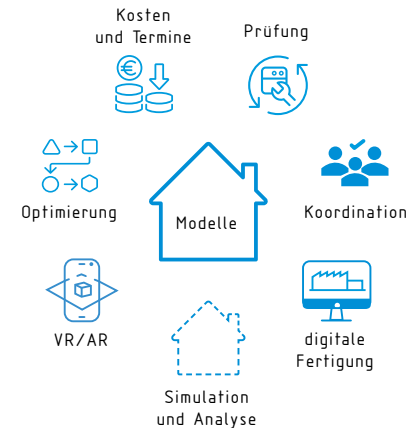 Kosten
und Termine
Prüfung
Optimierung
Modelle
Koordination
VR/AR
digitale
Fertigung
Simulation
und Analyse